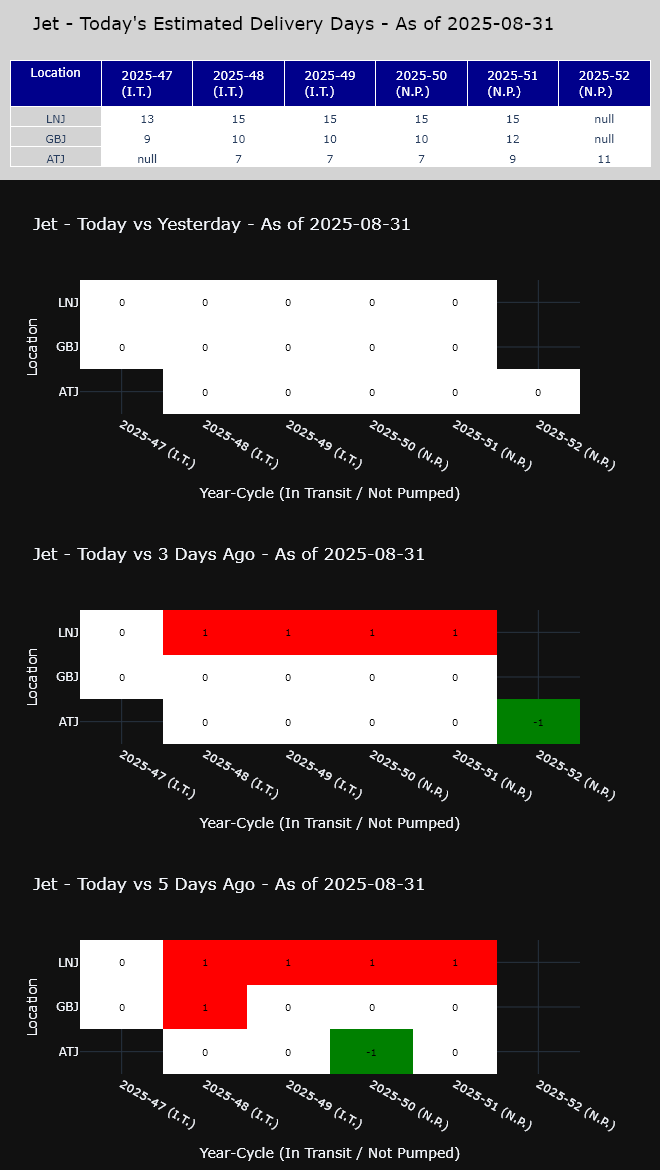 Jet - Today's Estimated Delivery Days - As of 2025-08-31
Location 2025-47 (I.T.) 2025-48 (I.T.) 2025-49 (I.T.) 2025-50 (N.P.) 2025-51 (N.P.) 2025-52 (N.P.)
LNJ 13 15 15 15 15 null
GBJ 9 10 10 10 12 null
ATJ null 7 7 7 9 11
Jet - Today vs Yesterday - As of 2025-08-31
Location
LNJ 0 0 0 0 0
GBJ 0 0 0 0 0
ATJ 0 0 0 0 0
2025-47 (I.T.) 2025-48 (I.T.) 2025-49 (I.T.) 2025-50 (N.P.) 2025-51 (N.P.) 2025-52 (N.P.)
Year-Cycle (In Transit / Not Pumped)
Jet - Today vs 3 Days Ago - As of 2025-08-31
Location
LNJ 0 1 1 1 1
GBJ 0 0 0 0 0
ATJ 0 0 0 0 -1
2025-47 (I.T.) 2025-48 (I.T.) 2025-49 (I.T.) 2025-50 (N.P.) 2025-51 (N.P.) 2025-52 (N.P.)
Year-Cycle (In Transit / Not Pumped)
Jet - Today vs 5 Days Ago - As of 2025-08-31
Location
LNJ 0 1 1 1 1
GBJ 0 1 0 0 0
ATJ 0 0 -1 0
2025-47 (I.T.) 2025-48 (I.T.) 2025-49 (I.T.) 2025-50 (N.P.) 2025-51 (N.P.) 2025-52 (N.P.)
Year-Cycle (In Transit / Not Pumped)